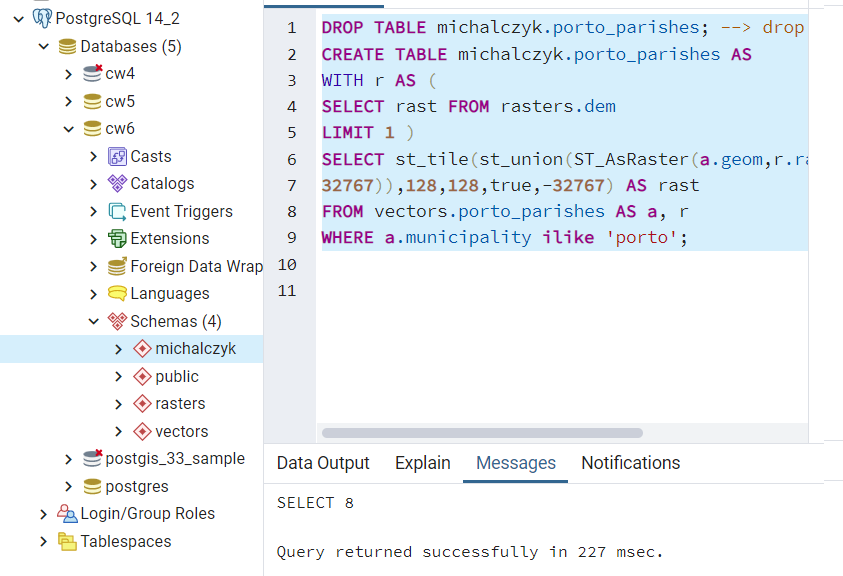 PostgreSQL 14_2
Databases (5)
cw4
cw5
cw6
Casts
Catalogs
Event Triggers
Extensions
Foreign Data Wrap
Languages
Schemas (4)
michalczyk
public
rasters
vectors
postgis_33_sample
postgres
Login/Group Roles
Tablespaces
1 DROP TABLE michalczyk.porto_parishes; --> drop
2 CREATE TABLE michalczyk.porto_parishes AS
3 WITH r AS (
4 SELECT rast FROM rasters.dem
5 LIMIT 1 )
6 SELECT st_tile(st_union(ST_AsRaster(a.geom,r.ra
7 32767)),128,128,true,-32767) AS rast
8 FROM vectors.porto_parishes AS a, r
9 WHERE a.municipality ilike 'porto';
10
11
Data Output Explain Messages Notifications
SELECT 8
Query returned successfully in 227 msec.